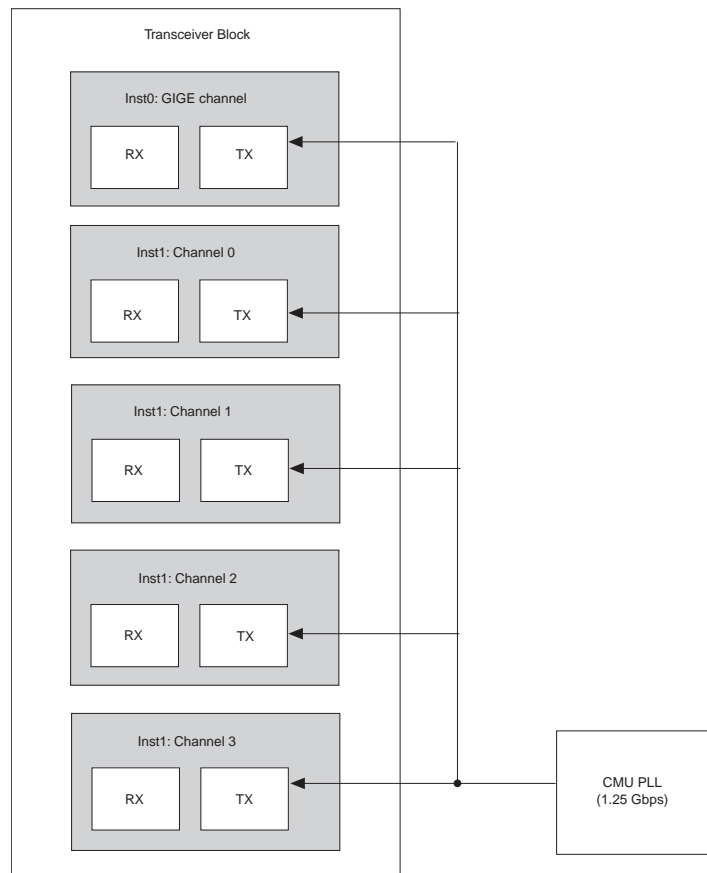 Transceiver Block
Inst0: GIGE channel
RX
TX
Inst1: Channel 0
RX
TX
Inst1: Channel 1
RX
TX
Inst1: Channel 2
RX
TX
Inst1: Channel 3
RX
TX
CMU PLL
(1.25 Gbps)